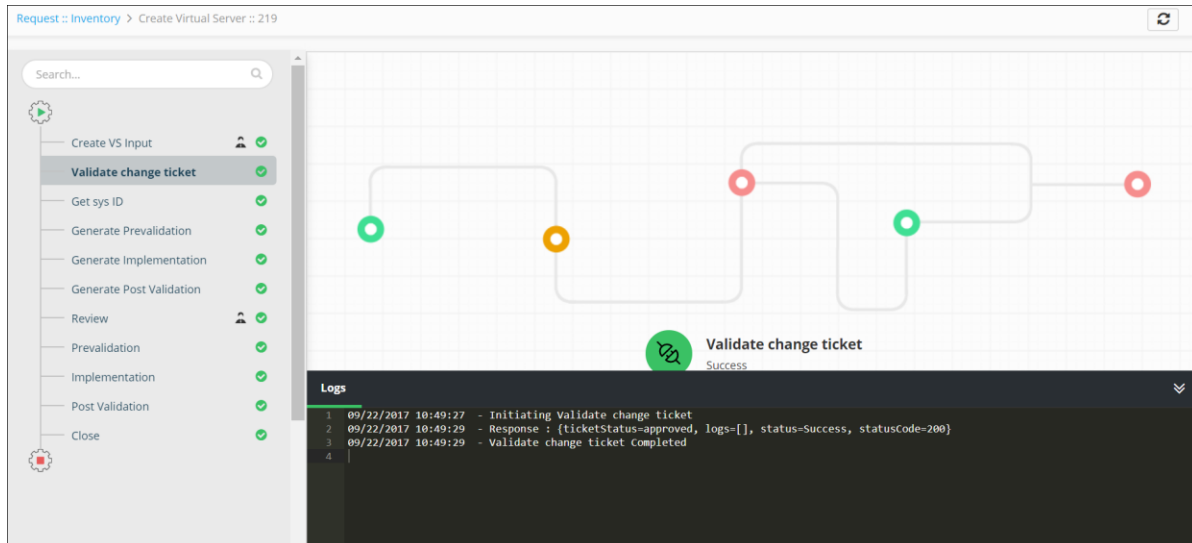 Request :: Inventory > Create Virtual Server :: 219
Search...
Create VS Input
Validate change ticket
Get sys ID
Generate Prevalidation
Generate Implementation
Generate Post Validation
Review
Prevalidation
Implementation
Post Validation
Close
Validate change ticket
Success
Logs
1 09/22/2017 10:49:27 - Initiating Validate change ticket
2 09/22/2017 10:49:29 - Response : {ticketStatus=approved, logs=[], status=Success, statusCode=200}
3 09/22/2017 10:49:29 - Validate change ticket Completed
4